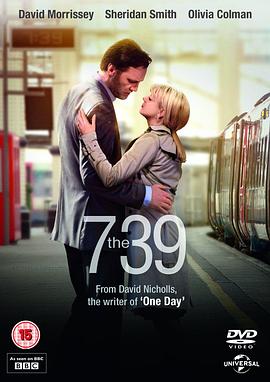 David Morrissey Sheridan Smith Olivia Colman
the
7 39
From David Nicholls,
the writer of 'One Day'
15
As seen on BBC
BBC
DVD
VIDEO
UNIVERSAL